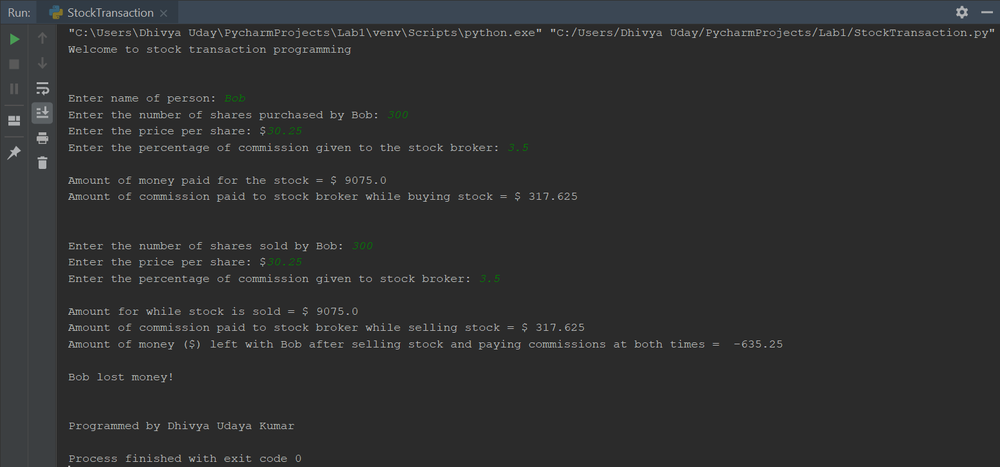 Run: StockTransaction
"C:\Users\Dhivya Uday\PycharmProjects\Lab1\venv\Scripts\python.exe" "C:/Users/Dhivya Uday/PycharmProjects/Lab1/StockTransaction.py"
Welcome to stock transaction programming
Enter name of person: Bob
Enter the number of shares purchased by Bob: 300
Enter the price per share: $30.25
Enter the percentage of commission given to the stock broker: 3.5
Amount of money paid for the stock = $ 9075.0
Amount of commission paid to stock broker while buying stock = $ 317.625
Enter the number of shares sold by Bob: 300
Enter the price per share: $30.25
Enter the percentage of commission given to stock broker: 3.5
Amount for while stock is sold = $ 9075.0
Amount of commission paid to stock broker while selling stock = $ 317.625
Amount of money ($) left with Bob after selling stock and paying commissions at both times =  -635.25
Bob lost money!
Programmed by Dhivya Udaya Kumar
Process finished with exit code 0